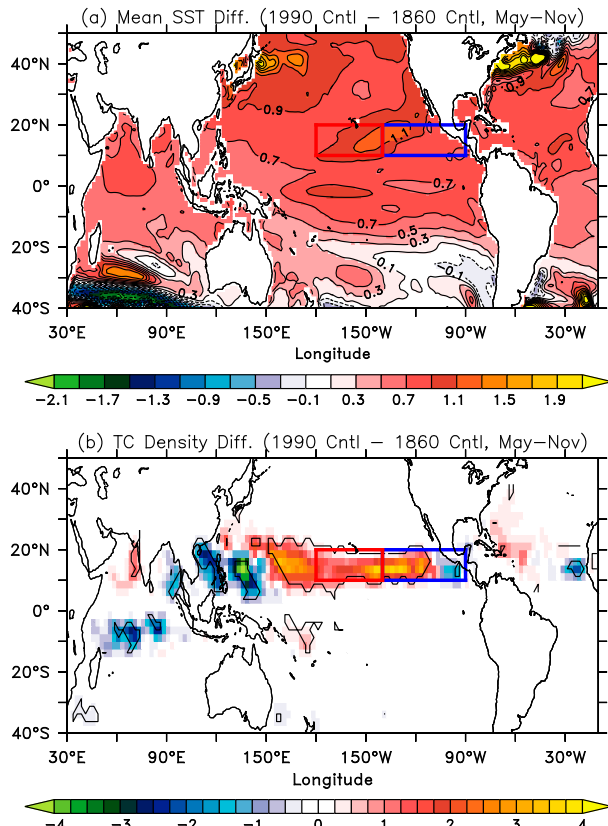 (a) Mean SST Diff. (1990 Cntl − 1860 Cntl, May−Nov)
40°N
20°N
0°
20°S
40°S
0.9
0.9
0.7
1.1
0.7
0.7
0.7
0.5
0.3
0.1
0.1
0.3
0.3
30°E 90°E 150°E 150°W 90°W 30°W
Longitude
−2.1 −1.7 −1.3 −0.9 −0.5 −0.1 0.3 0.7 1.1 1.5 1.9
(b) TC Density Diff. (1990 Cntl − 1860 Cntl, May−Nov)
40°N
20°N
0°
20°S
40°S
30°E 90°E 150°E 150°W 90°W 30°W
Longitude
−4 −3 −2 −1 0 1 2 3 4